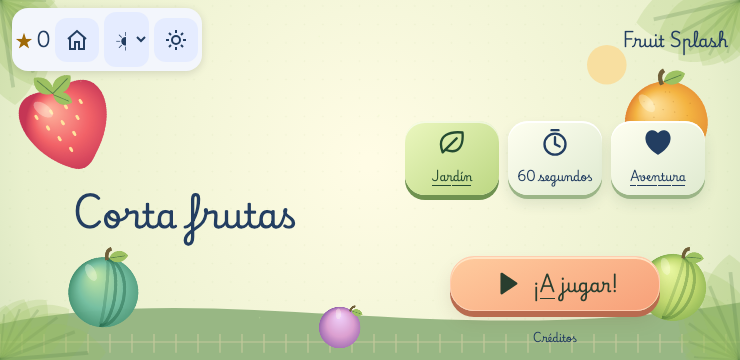 0
Fruit Splash
Jardín
60 segundos
Aventura
Corta frutas
¡A jugar!
Créditos